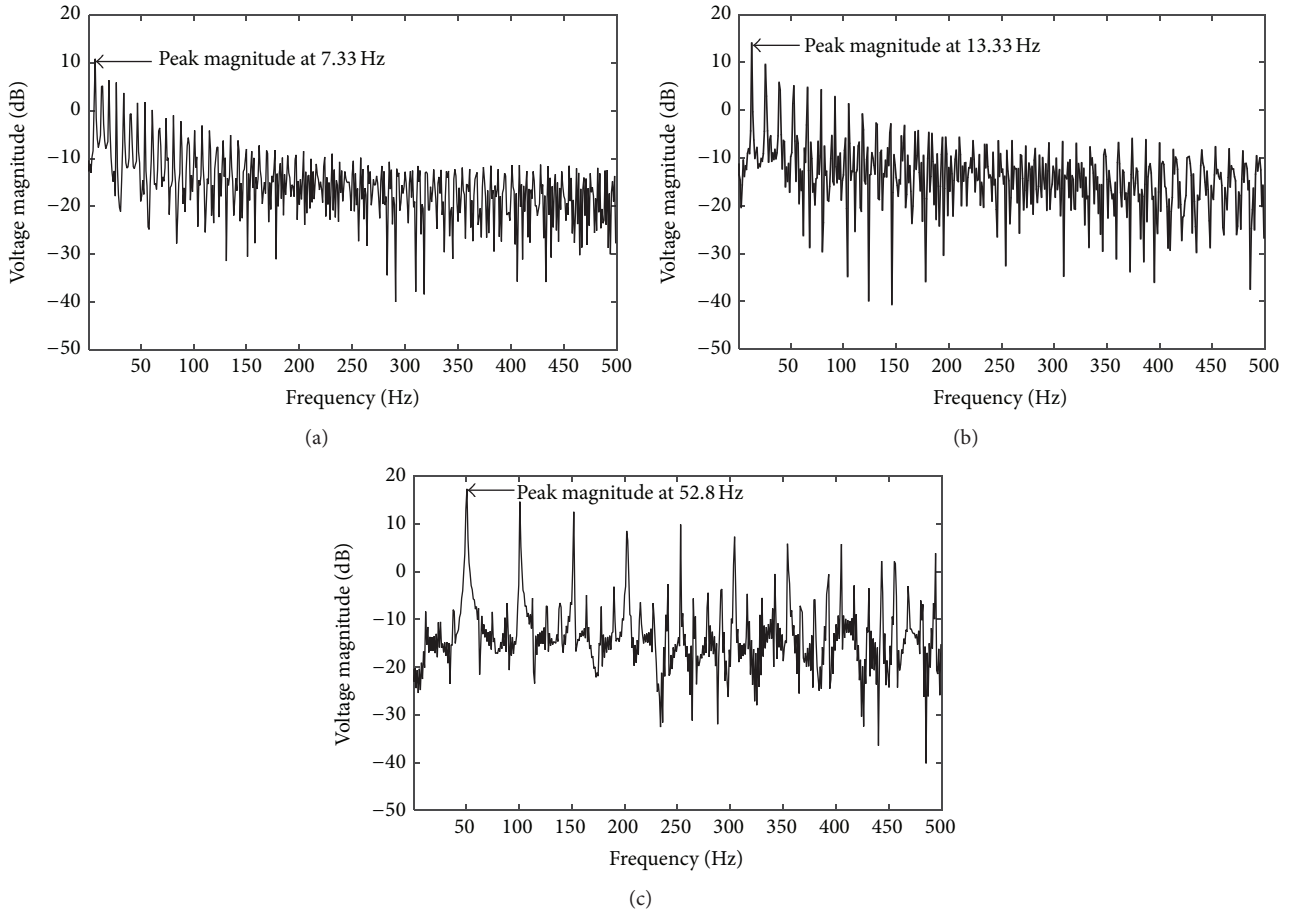 20
10
0
−10
−20
−30
−40
−50
Voltage magnitude (dB)
Peak magnitude at 7.33 Hz
50 100 150 200 250 300 350 400 450 500
Frequency (Hz)
(a)
20
10
0
−10
−20
−30
−40
−50
Voltage magnitude (dB)
Peak magnitude at 13.33 Hz
50 100 150 200 250 300 350 400 450 500
Frequency (Hz)
(b)
20
10
0
−10
−20
−30
−40
−50
Voltage magnitude (dB)
Peak magnitude at 52.8 Hz
50 100 150 200 250 300 350 400 450 500
Frequency (Hz)
(c)